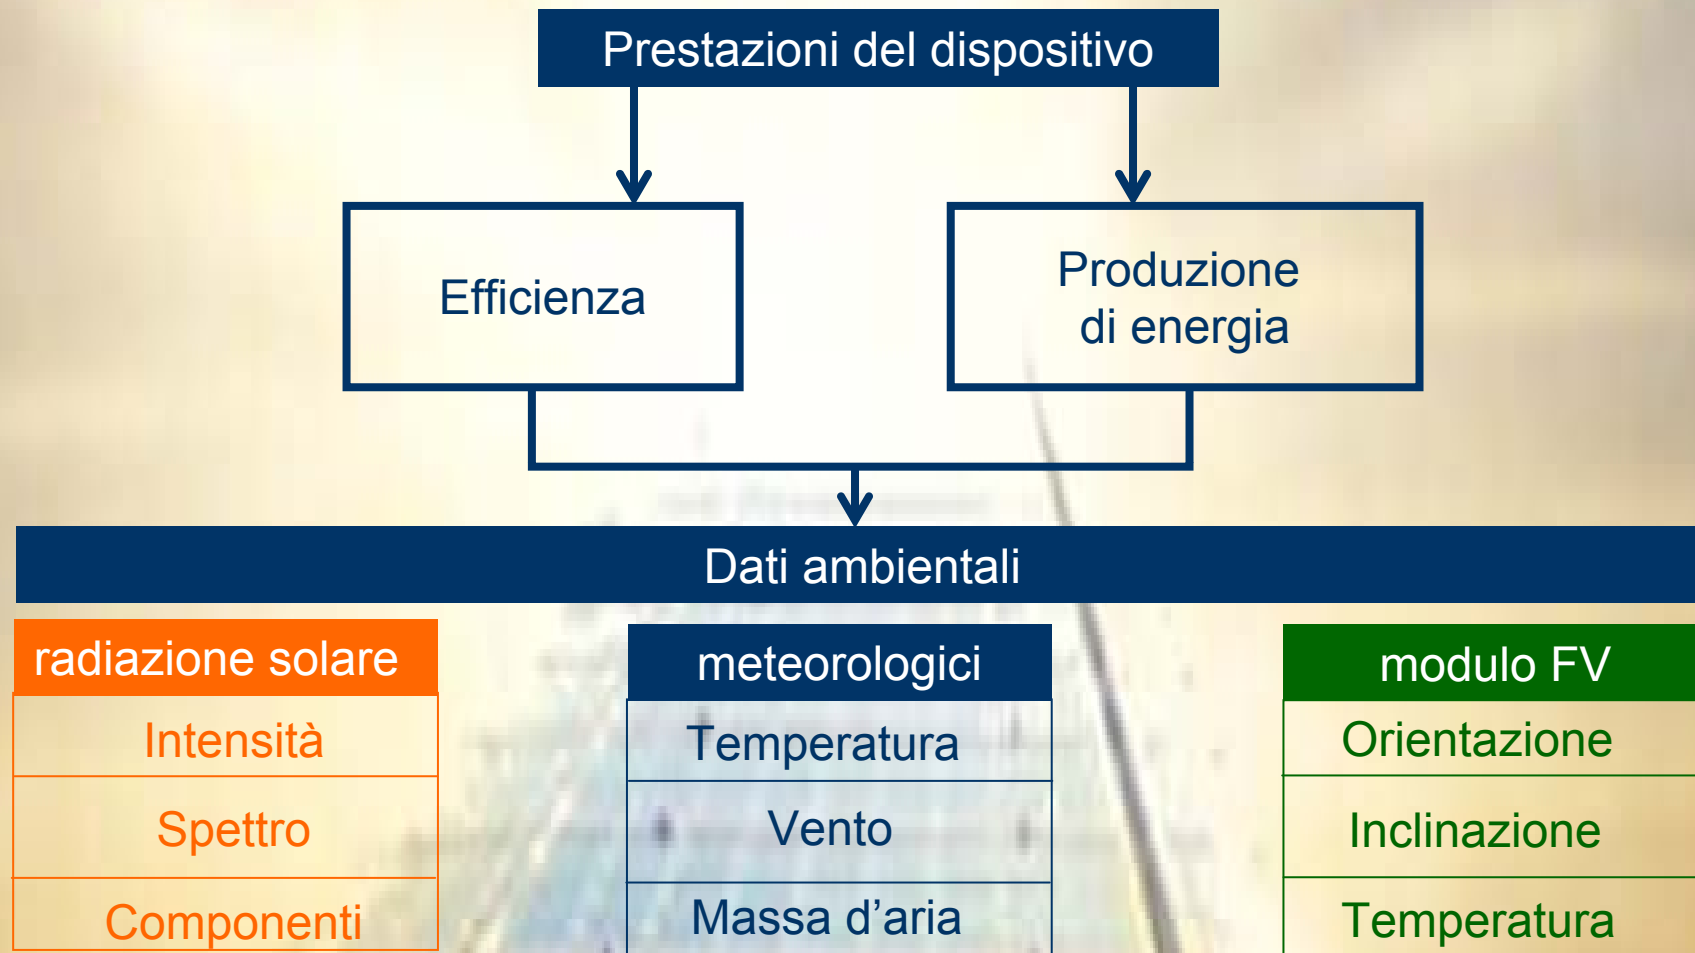 Prestazioni del dispositivo
Efficienza
Produzione
di energia
Dati ambientali
radiazione solare
Intensità
Spettro
Componenti
meteorologici
Temperatura
Vento
Massa d’aria
modulo FV
Orientazione
Inclinazione
Temperatura